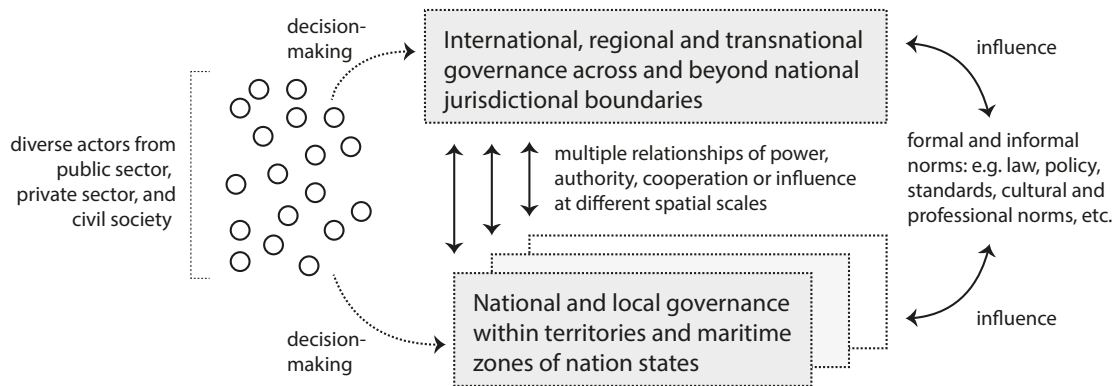 decision-
making
International, regional and transnational
governance across and beyond national
jurisdictional boundaries
influence
diverse actors from
public sector,
private sector, and
civil society
multiple relationships of power,
authority, cooperation or influence
at different spatial scales
formal and informal
norms: e.g. law, policy,
standards, cultural and
professional norms, etc.
decision-
making
National and local governance
within territories and maritime
zones of nation states
influence